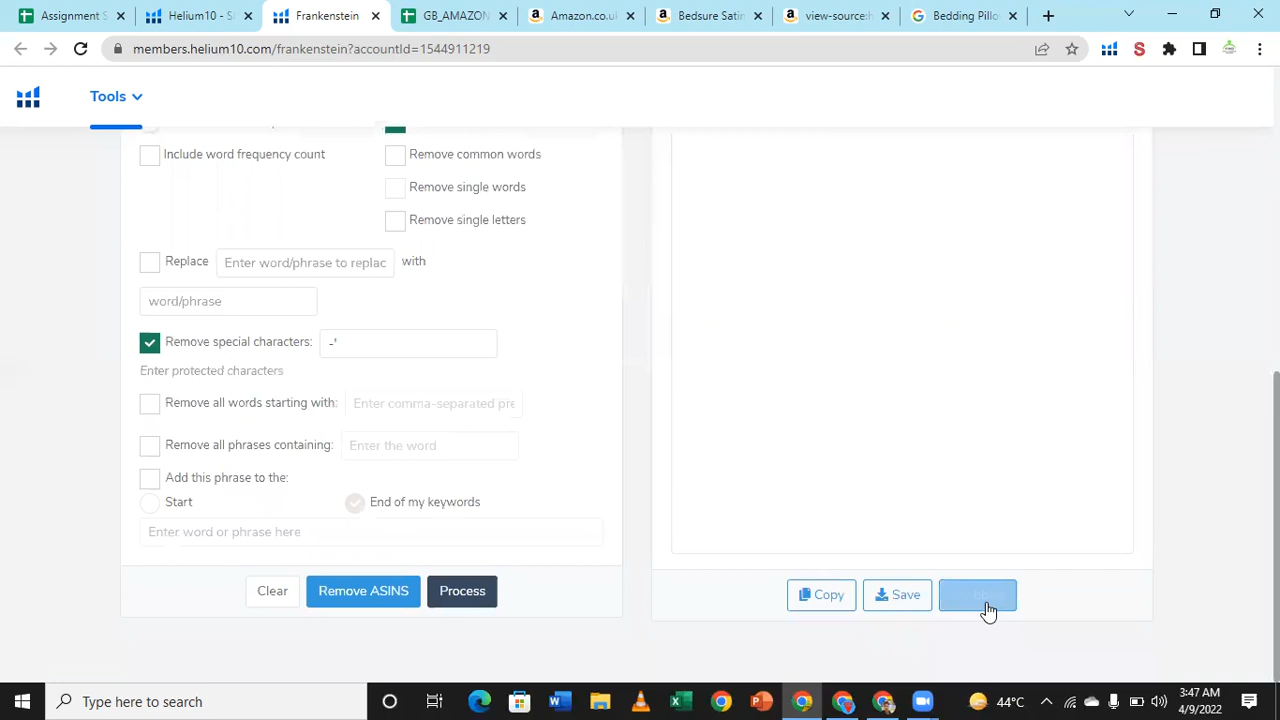 Assignment S
Helium10 - S
Frankenstein
GB_AMAZON
Amazon.co.uk
Bedsure Satin
view-source:h
Bedding Pillo
members.helium10.com/frankenstein?accountId=1544911219
Tools
Include word frequency count
Remove common words
Remove single words
Remove single letters
Replace
Enter word/phrase to replac
with
word/phrase
Remove special characters:
-'
Enter protected characters
Remove all words starting with:
Enter comma-separated pre
Remove all phrases containing:
Enter the word
Add this phrase to the:
Start
End of my keywords
Enter word or phrase here
Clear
Remove ASINS
Process
Copy
Save
Type here to search
44°C
3:47 AM
4/9/2022